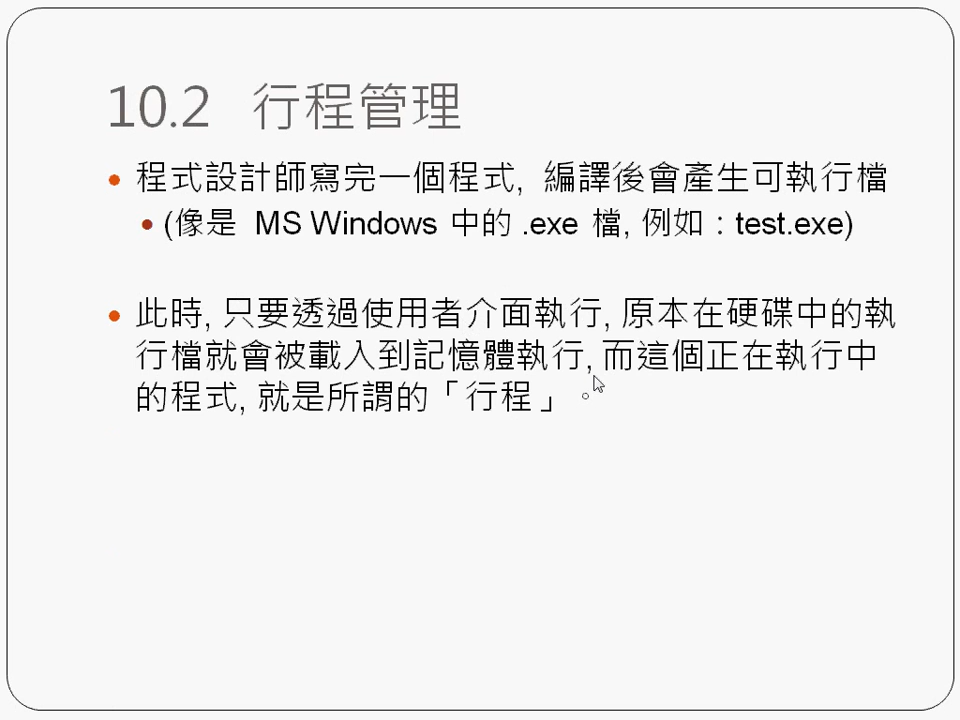 10.2 行程管理
程式設計師寫完一個程式, 編譯後會產生可執行檔
(像是 MS Windows 中的 .exe 檔, 例如：test.exe)
此時, 只要透過使用者介面執行, 原本在硬碟中的執
行檔就會被載入到記憶體執行, 而這個正在執行中
的程式, 就是所謂的「行程」。